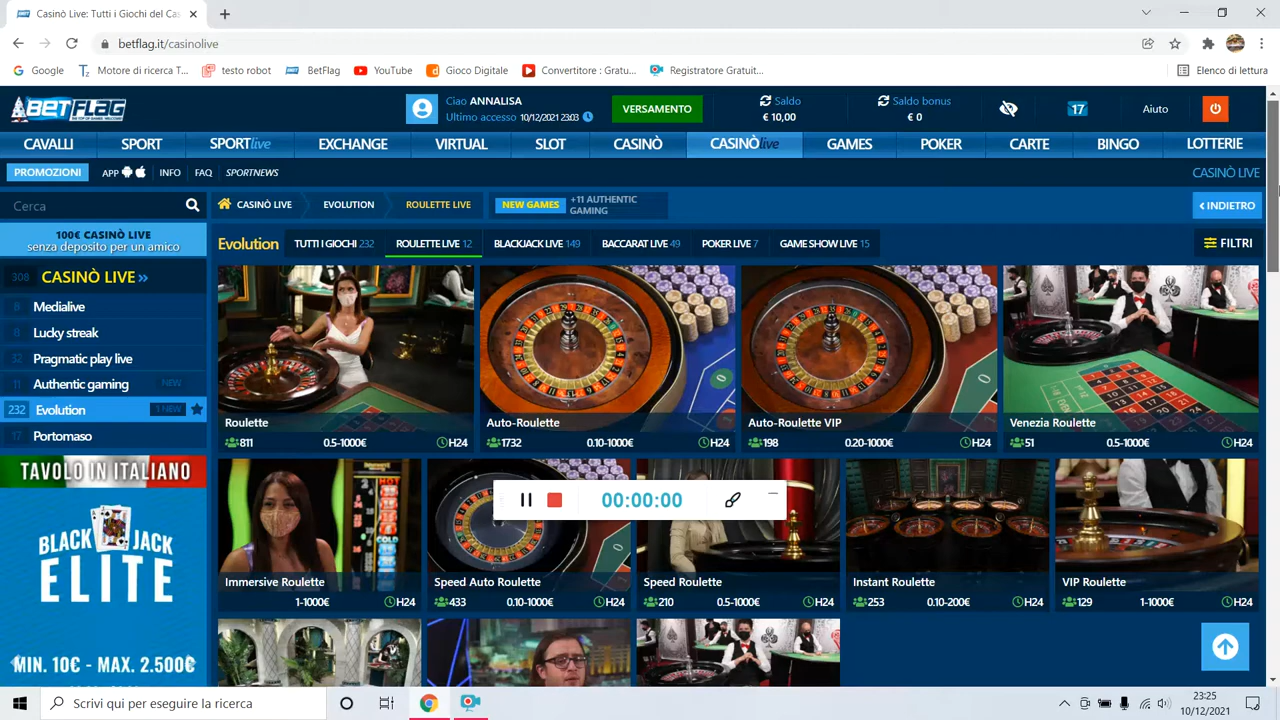 Casinò Live: Tutti i Giochi del Cas
betflag.it/casinolive
Google
Motore di ricerca T...
testo robot
BetFlag
YouTube
Gioco Digitale
Convertitore : Gratu...
Registratore Gratuit...
Elenco di lettura
BETFLAG
Ciao ANNALISA
Ultimo accesso 10/12/2021 23:03
VERSAMENTO
Saldo
€ 10,00
Saldo bonus
€ 0
17
Aiuto
CAVALLI SPORT SPORTlive EXCHANGE VIRTUAL SLOT CASINÒ CASINÒlive GAMES POKER CARTE BINGO LOTTERIE
PROMOZIONI APP INFO FAQ SPORTNEWS CASINÒ LIVE
Cerca
CASINÒ LIVE EVOLUTION ROULETTE LIVE NEW GAMES +11 AUTHENTIC GAMING
INDIETRO
100€ CASINÒ LIVE
senza deposito per un amico
308 CASINÒ LIVE »
8 Medialive
8 Lucky streak
32 Pragmatic play live
11 Authentic gaming NEW
232 Evolution 3 NEW
17 Portomaso
TAVOLO IN ITALIANO
BLACK JACK
ELITE
MIN. 10€ - MAX. 2.500€
Evolution TUTTI I GIOCHI 232 ROULETTE LIVE 12 BLACKJACK LIVE 149 BACCARAT LIVE 49 POKER LIVE 7 GAME SHOW LIVE 15 FILTRI
Roulette
811 0.5-1000€ H24
Auto-Roulette
1732 0.10-1000€ H24
Auto-Roulette VIP
198 0.20-1000€ H24
Venezia Roulette
51 0.5-1000€ H24
00:00:00
Immersive Roulette
1-1000€ H24
Speed Auto Roulette
433 0.10-1000€ H24
Speed Roulette
210 0.5-1000€ H24
Instant Roulette
253 0.10-200€ H24
VIP Roulette
129 1-1000€ H24
Scrivi qui per eseguire la ricerca
23:25
10/12/2021